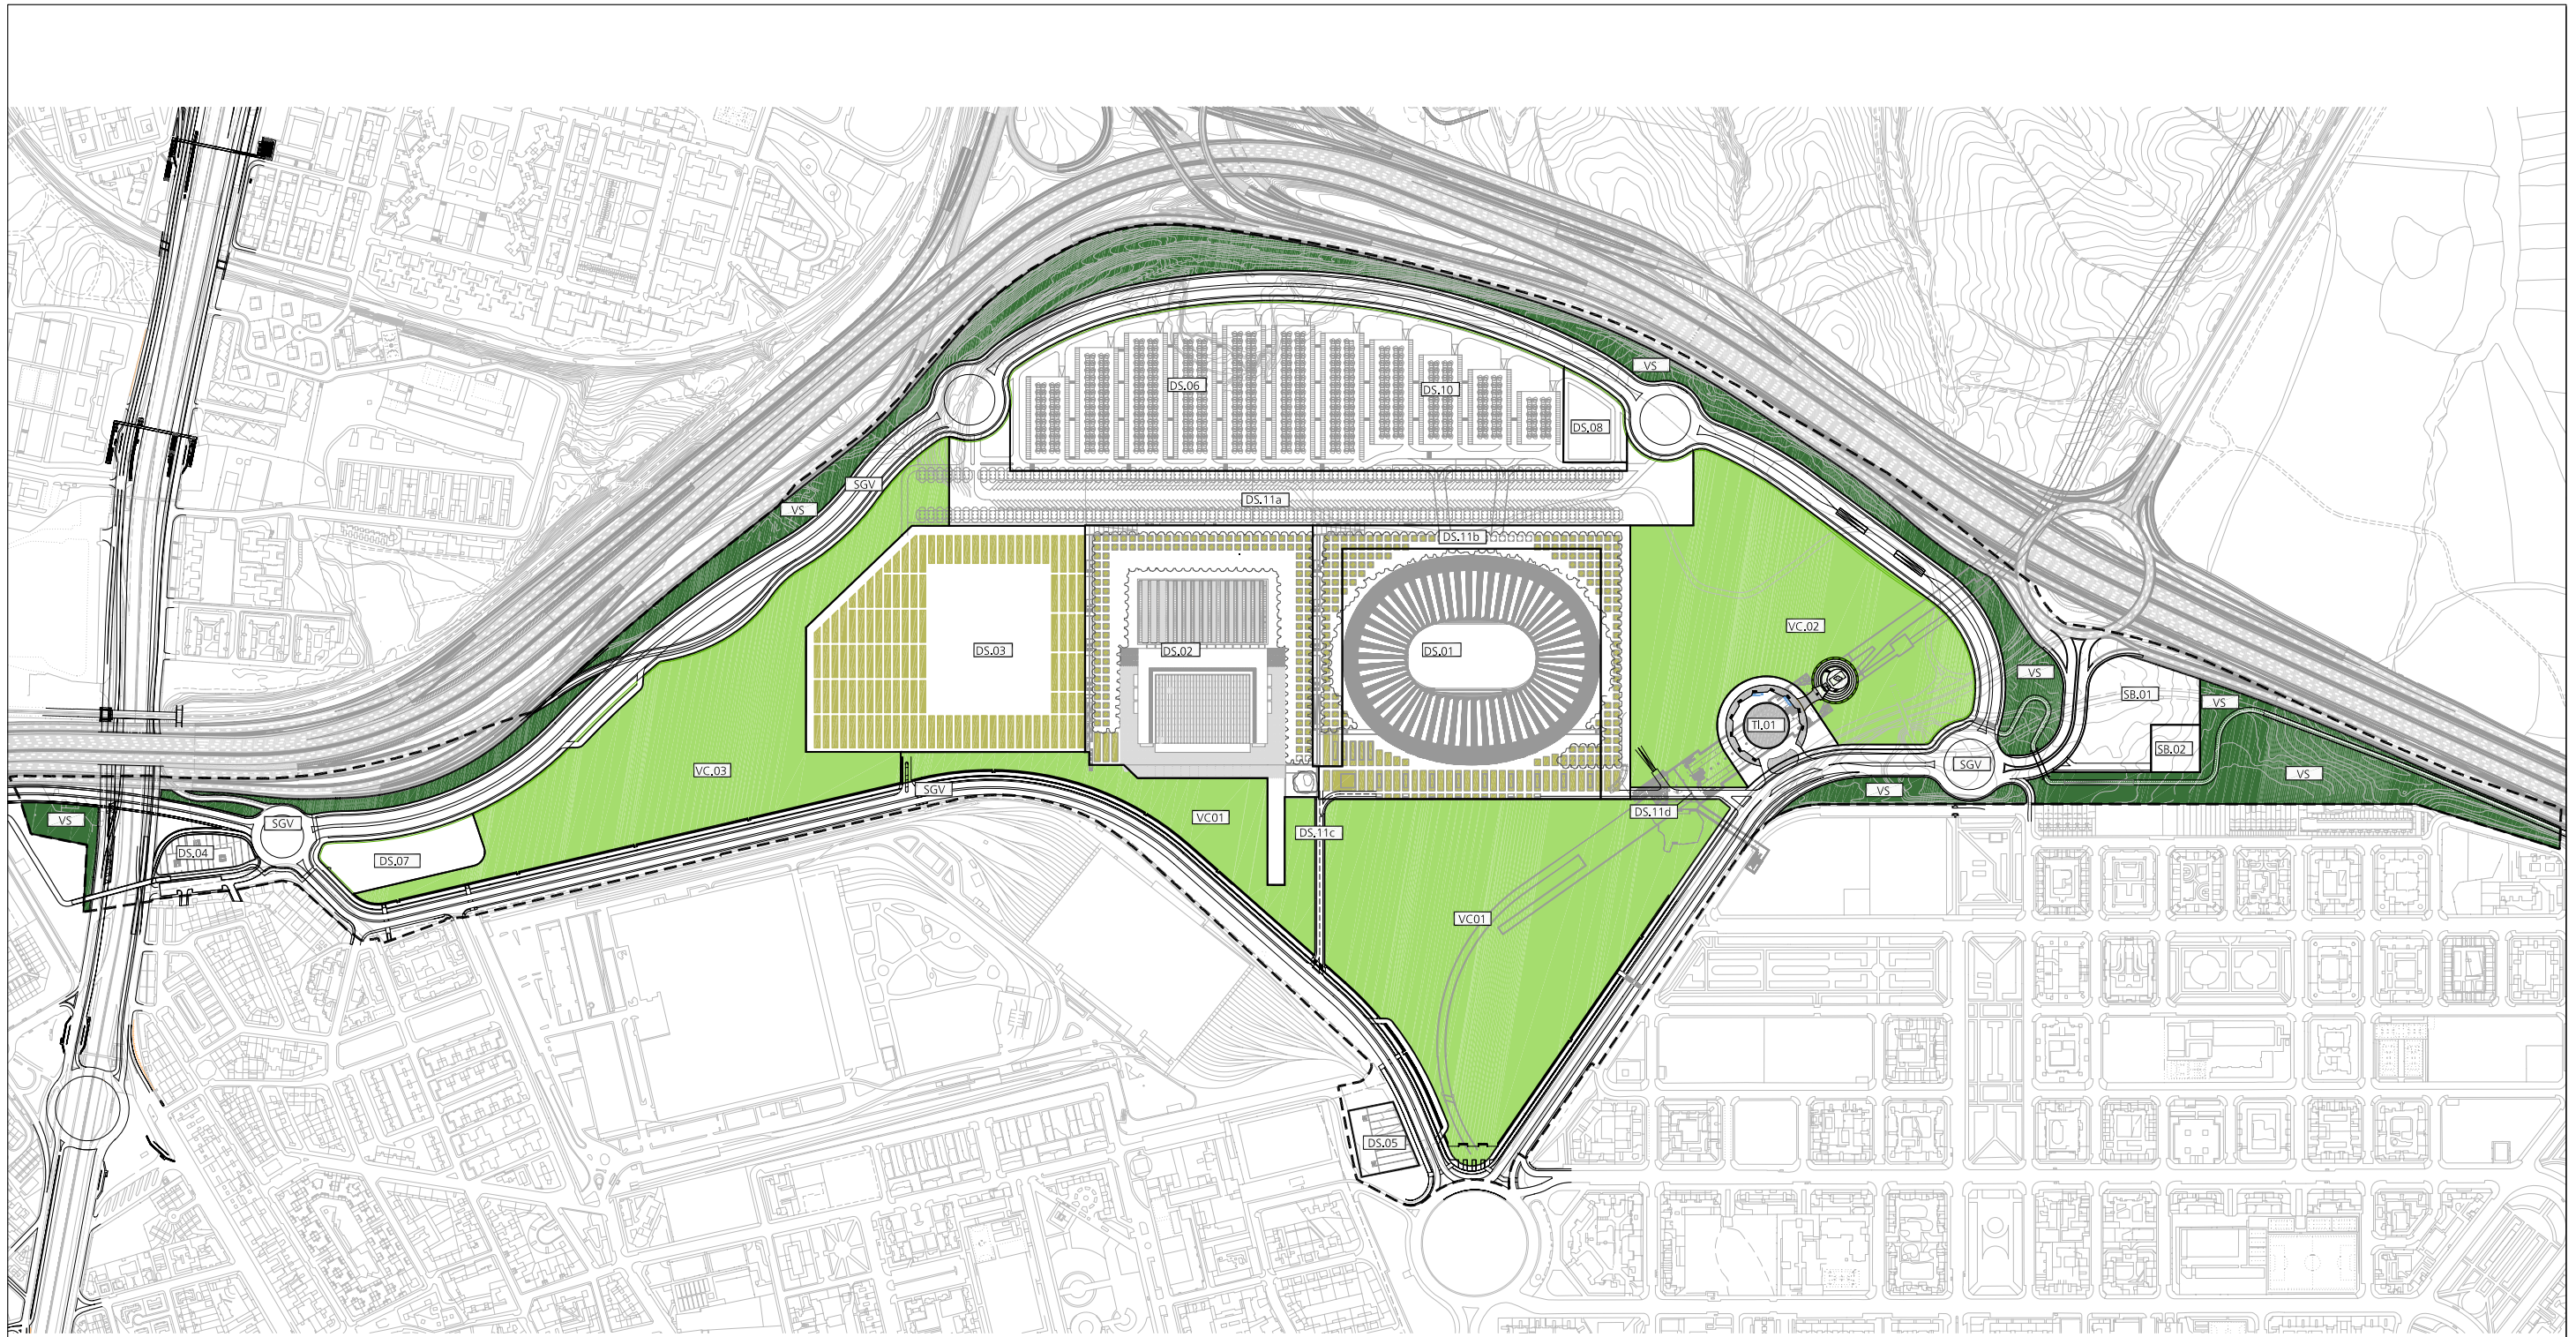 VS
DS.06
DS.10
DS.08
SGV
DS.11a
VS
DS.11b
VC.02
DS.03
DS.02
DS.01
VS
SB.01
VS
TI.01
SB.02
SGV
VC.03
VS
SGV
VS
DS.11d
VC01
VS
SGV
DS.11c
DS.04
DS.07
VC01
DS.05